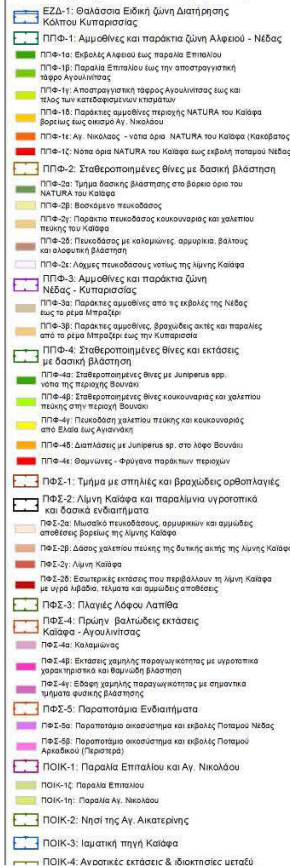 ΕΖΔ-1: Θαλάσσια Ειδική ζώνη Διατήρησης
Κόλπου Κυπαρισσίας
ΠΠΦ-1: Αμμοθίνες και παράκτια ζώνη Αλφειού - Νέδας
ΠΠΦ-1α: Εκβολές Αλφειού έως παραλία Επιταλίου
ΠΠΦ-1β: Παραλία Επιταλίου έως την αποστραγγιστική
τάφρο Αγουλινίτσας
ΠΠΦ-1γ: Αποστραγγιστική τάφρος Αγουλινίτσας έως και
τέλος των κατεδαφισμένων κτισμάτων
ΠΠΦ-1δ: Παράκτιες αμμοθίνες περιοχής NATURA του Καϊάφα
βορείως έως οικισμό Αγ. Νικολάου
ΠΠΦ-1ε: Αγ. Νικόλαος - νότια όρια NATURA του Καϊάφα (Κακόβατος)
ΠΠΦ-1ζ: Νότια όρια NATURA του Καϊάφα έως εκβολή ποταμού Νέδας
ΠΠΦ-2: Σταθεροποιημένες θίνες με δασική βλάστηση
ΠΠΦ-2α: Τμήμα δασικής βλάστησης στο βόρειο όριο του
NATURA του Καϊάφα
ΠΠΦ-2β: Βοσκόμενο πευκοδάσος
ΠΠΦ-2γ: Παράκτιο πευκοδάσος κουκουναριάς και χαλεπίου
πεύκης του Καϊάφα
ΠΠΦ-2δ: Πευκοδάσος με καλαμιώνες, αρμυρίκια, βάλτους
και αλοφυτική βλάστηση
ΠΠΦ-2ε: Λόχμες πευκοδάσους νοτίως της λίμνης Καϊάφα
ΠΠΦ-3: Αμμοθίνες και παράκτια ζώνη
Νέδας - Κυπαρισσίας
ΠΠΦ-3α: Παράκτιες αμμοθίνες από τις εκβολές της Νέδας
έως το ρέμα Μπραζέρι
ΠΠΦ-3β: Παράκτιες αμμοθίνες, βραχώδεις ακτές και παραλίες
από το ρέμα Μπραζέρι έως την Κυπαρισσία
ΠΠΦ-4: Σταθεροποιημένες θίνες και εκτάσεις
με δασική βλάστηση
ΠΠΦ-4α: Σταθεροποιημένες θίνες με Juniperus spp.
νότια της περιοχής Βουνάκι
ΠΠΦ-4β: Σταθεροποιημένες θίνες κουκουναριάς και χαλεπίου
πεύκης στην περιοχή Βουνάκι
ΠΠΦ-4γ: Πευκοδάση χαλεπίου πεύκης και κουκουναριάς
από Ελαία έως Αγιαννάκη
ΠΠΦ-4δ: Διαπλάσεις με Juniperus sp. στο λόφο Βουνάκι
ΠΠΦ-4ε: Θαμνώνες - Φρύγανα παράκτιων περιοχών
ΠΦΣ-1: Τμήμα με σπηλιές και βραχώδεις ορθοπλαγιές
ΠΦΣ-2: Λίμνη Καϊάφα και παραλίμνια υγροτοπικά
και δασικά ενδιαιτήματα
ΠΦΣ-2α: Μωσαϊκό πευκοδάσους, αρμυρικιών και αμμώδεις
αποθέσεις βορείως της λίμνης Καϊάφα
ΠΦΣ-2β: Δάσος χαλεπίου πεύκης της δυτικής ακτής της λίμνης Καϊάφα
ΠΦΣ-2γ: Λίμνη Καϊάφα
ΠΦΣ-2δ: Εσωτερικές εκτάσεις που περιβάλλουν τη λίμνη Καϊάφα
με υγρά λιβάδια, τέλματα και αμμώδεις αποθέσεις
ΠΦΣ-3: Πλαγιές Λόφου Λαπίθα
ΠΦΣ-4: Πρώην βαλτώδεις εκτάσεις
Καϊάφα - Αγουλινίτσας
ΠΦΣ-4α: Καλαμιώνας
ΠΦΣ-4β: Εκτάσεις χαμηλής παραγωγικότητας με υγροτοπικά
χαρακτηριστικά και θαμνώδη βλάστηση
ΠΦΣ-4γ: Εδάφη χαμηλής παραγωγικότητας με σημαντικά
τμήματα φυσικής βλάστησης
ΠΦΣ-5: Παραποτάμια Ενδιαιτήματα
ΠΦΣ-5α: Παραποτάμιο οικοσύστημα και εκβολές Ποταμού Νέδας
ΠΦΣ-5β: Παραποτάμιο οικοσύστημα και εκβολές Ποταμού
Αρκαδικού (Περιστερά)
ΠΟΙΚ-1: Παραλία Επιταλίου και Αγ. Νικολάου
ΠΟΙΚ-1ζ: Παραλία Επιταλίου
ΠΟΙΚ-1η: Παραλία Αγ. Νικολάου
ΠΟΙΚ-2: Νησί της Αγ. Αικατερίνης
ΠΟΙΚ-3: Ιαματική πηγή Καϊάφα
ΠΟΙΚ-4: Αγροτικές εκτάσεις & ιδιοκτησίες μεταξύ